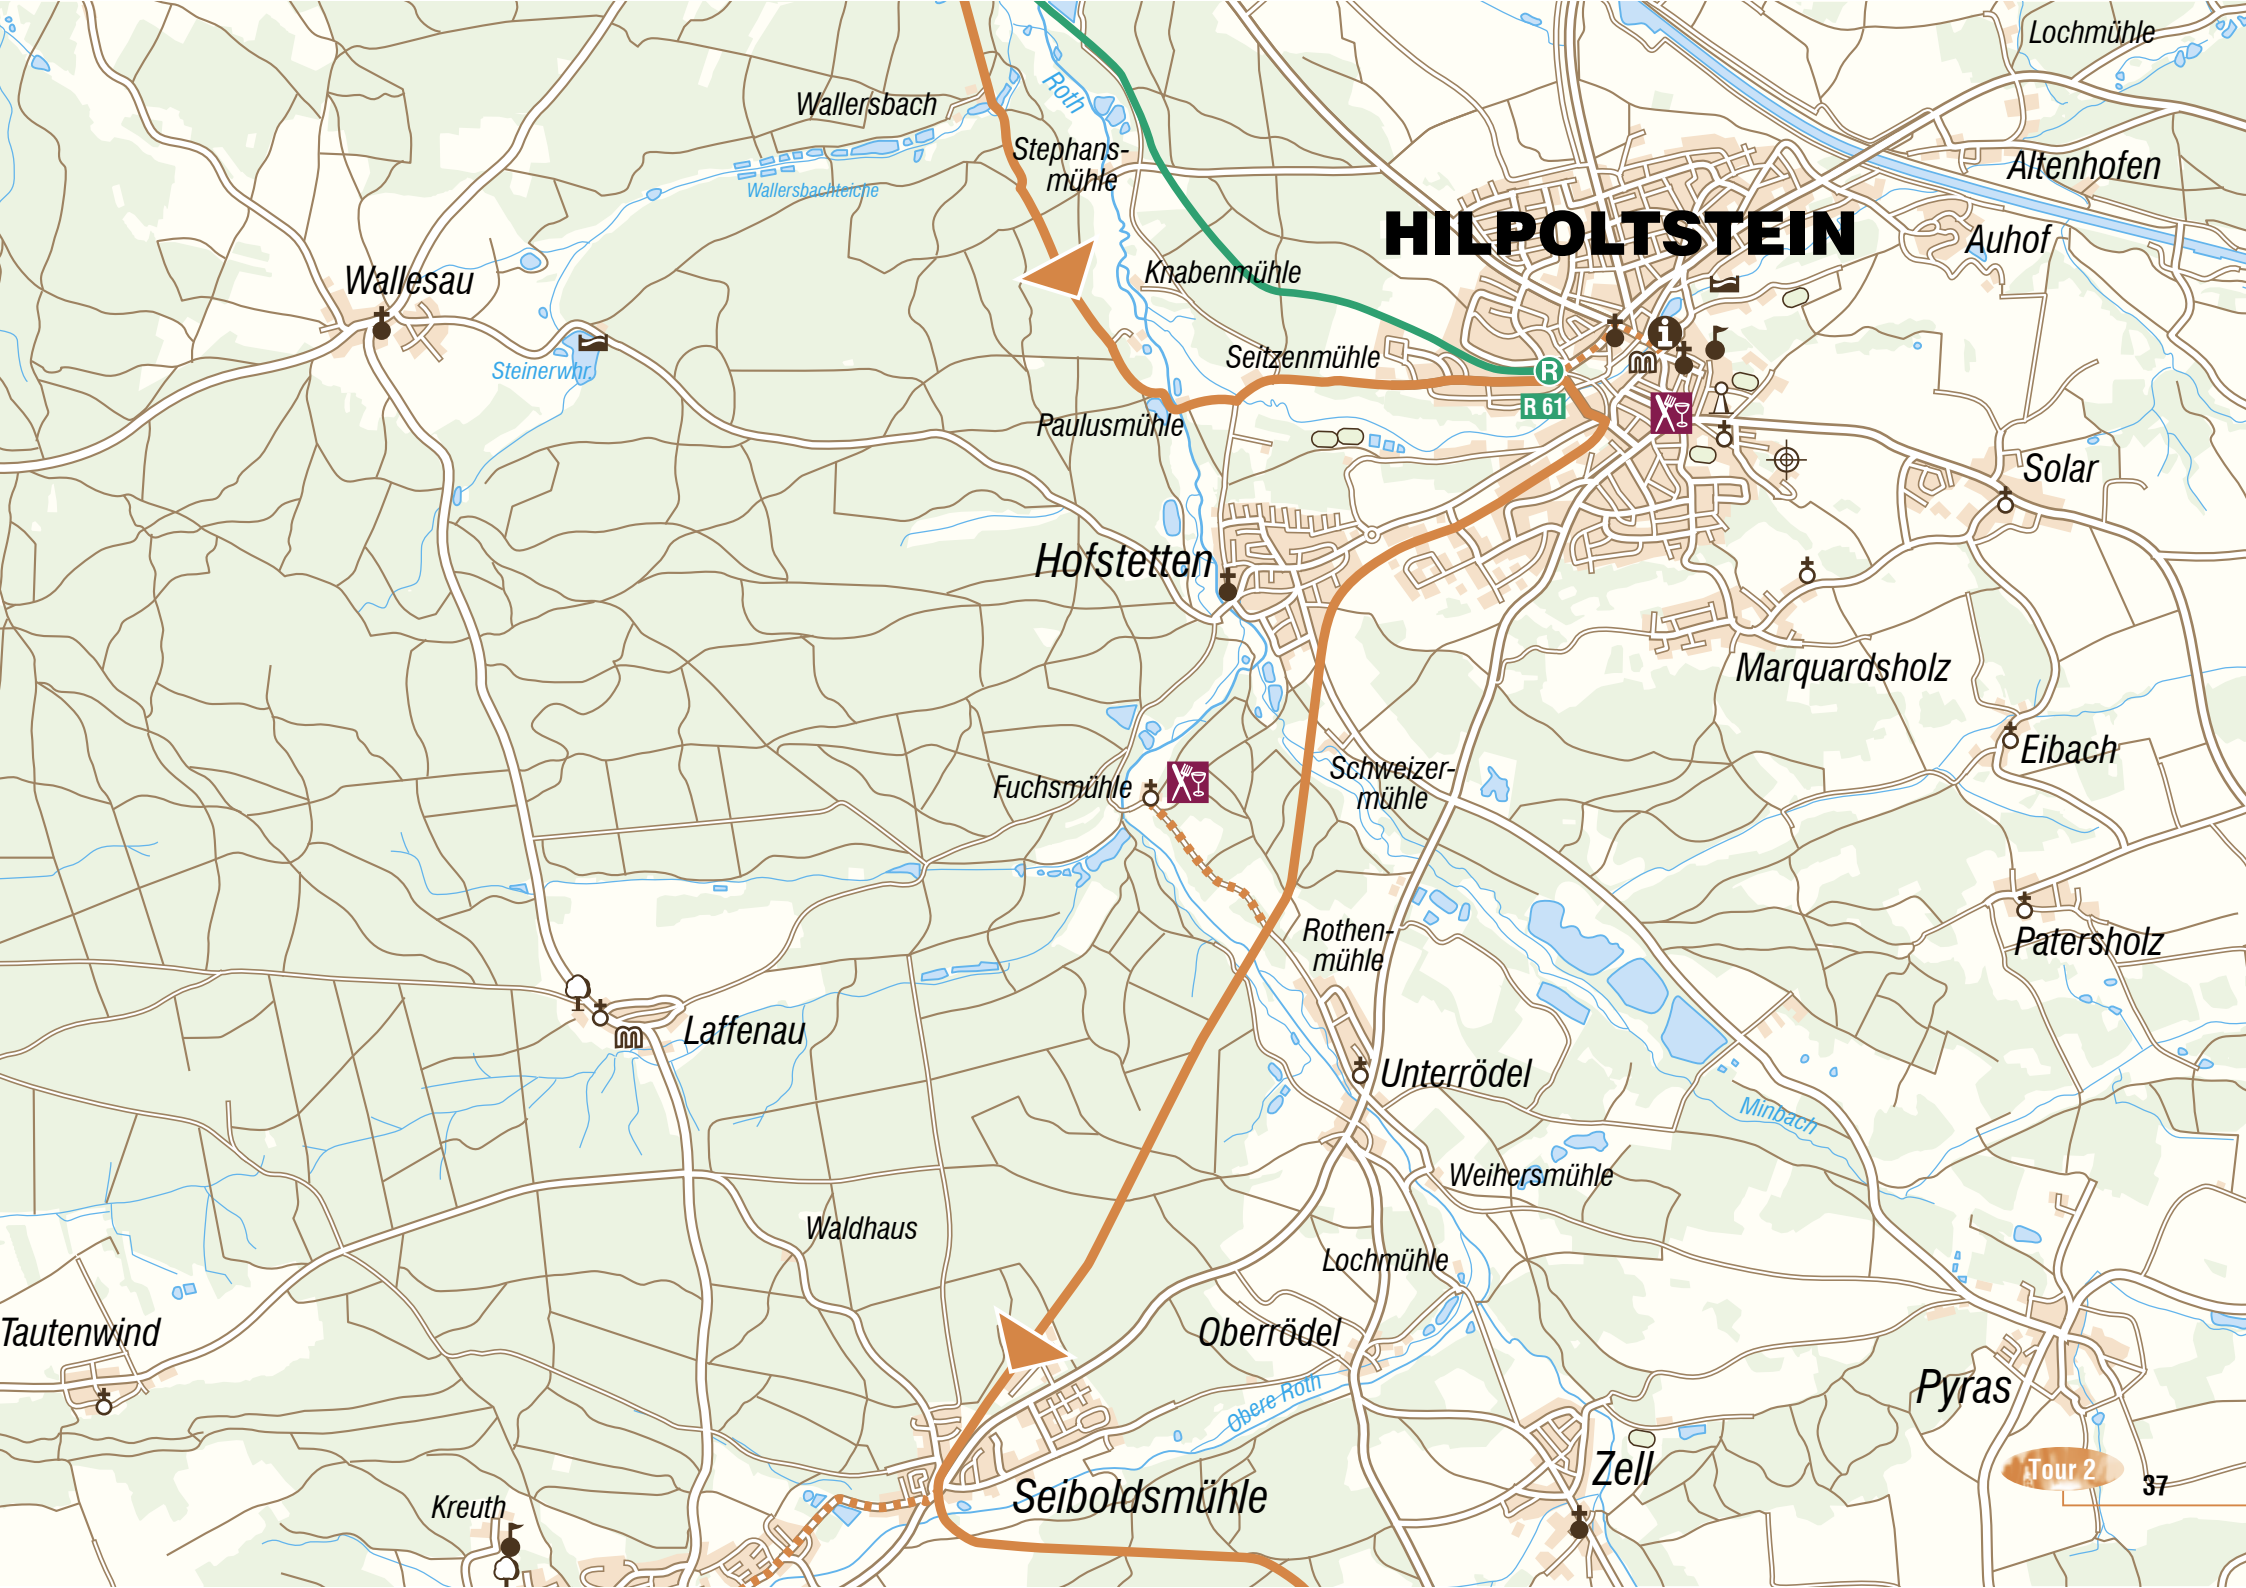 Lochmühle
Roth
Wallersbach
Stephans-
mühle
Wallersbachteiche
Altenhofen
HILPOLTSTEIN
Auhof
Wallesau
Knabenmühle
Steinerwhr.
Seitzenmühle
R
R 61
Paulusmühle
Solar
Hofstetten
Marquardsholz
Eibach
Schweizer-
mühle
Fuchsmühle
Rothen-
mühle
Patersholz
Laffenau
Unterrödel
Minbach
Weihersmühle
Waldhaus
Lochmühle
Tautenwind
Oberrödel
Obere Roth
Pyras
Zell
Tour 2
37
Seiboldsmühle
Kreuth